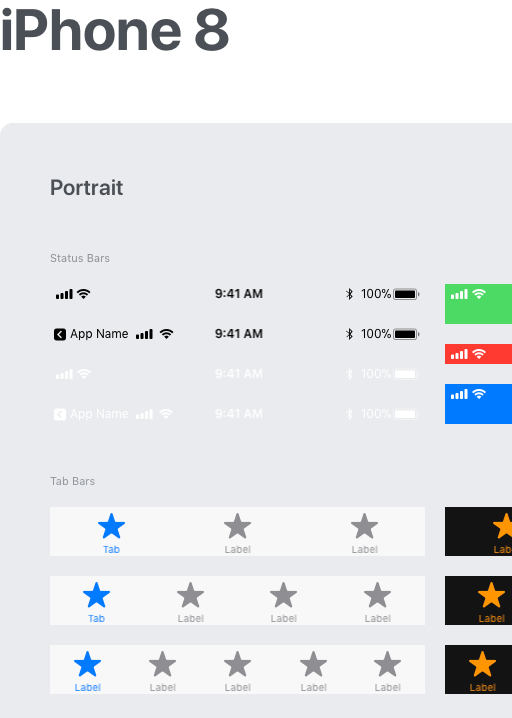 iPhone 8
Portrait
Status Bars
9:41 AM 100%
App Name 9:41 AM 100%
9:41 AM 100%
App Name 9:41 AM 100%
Tab Bars
Tab Label Label
Tab Label Label Label Label
Label Label Label Label Label Label